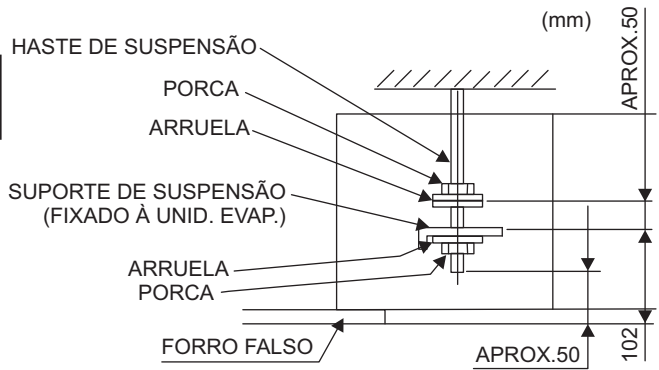 (mm)
HASTE DE SUSPENSÃO
PORCA
ARRUELA
SUPORTE DE SUSPENSÃO
(FIXADO À UNID. EVAP.)
ARRUELA
PORCA
FORRO FALSO
APROX.50
APROX.50
102